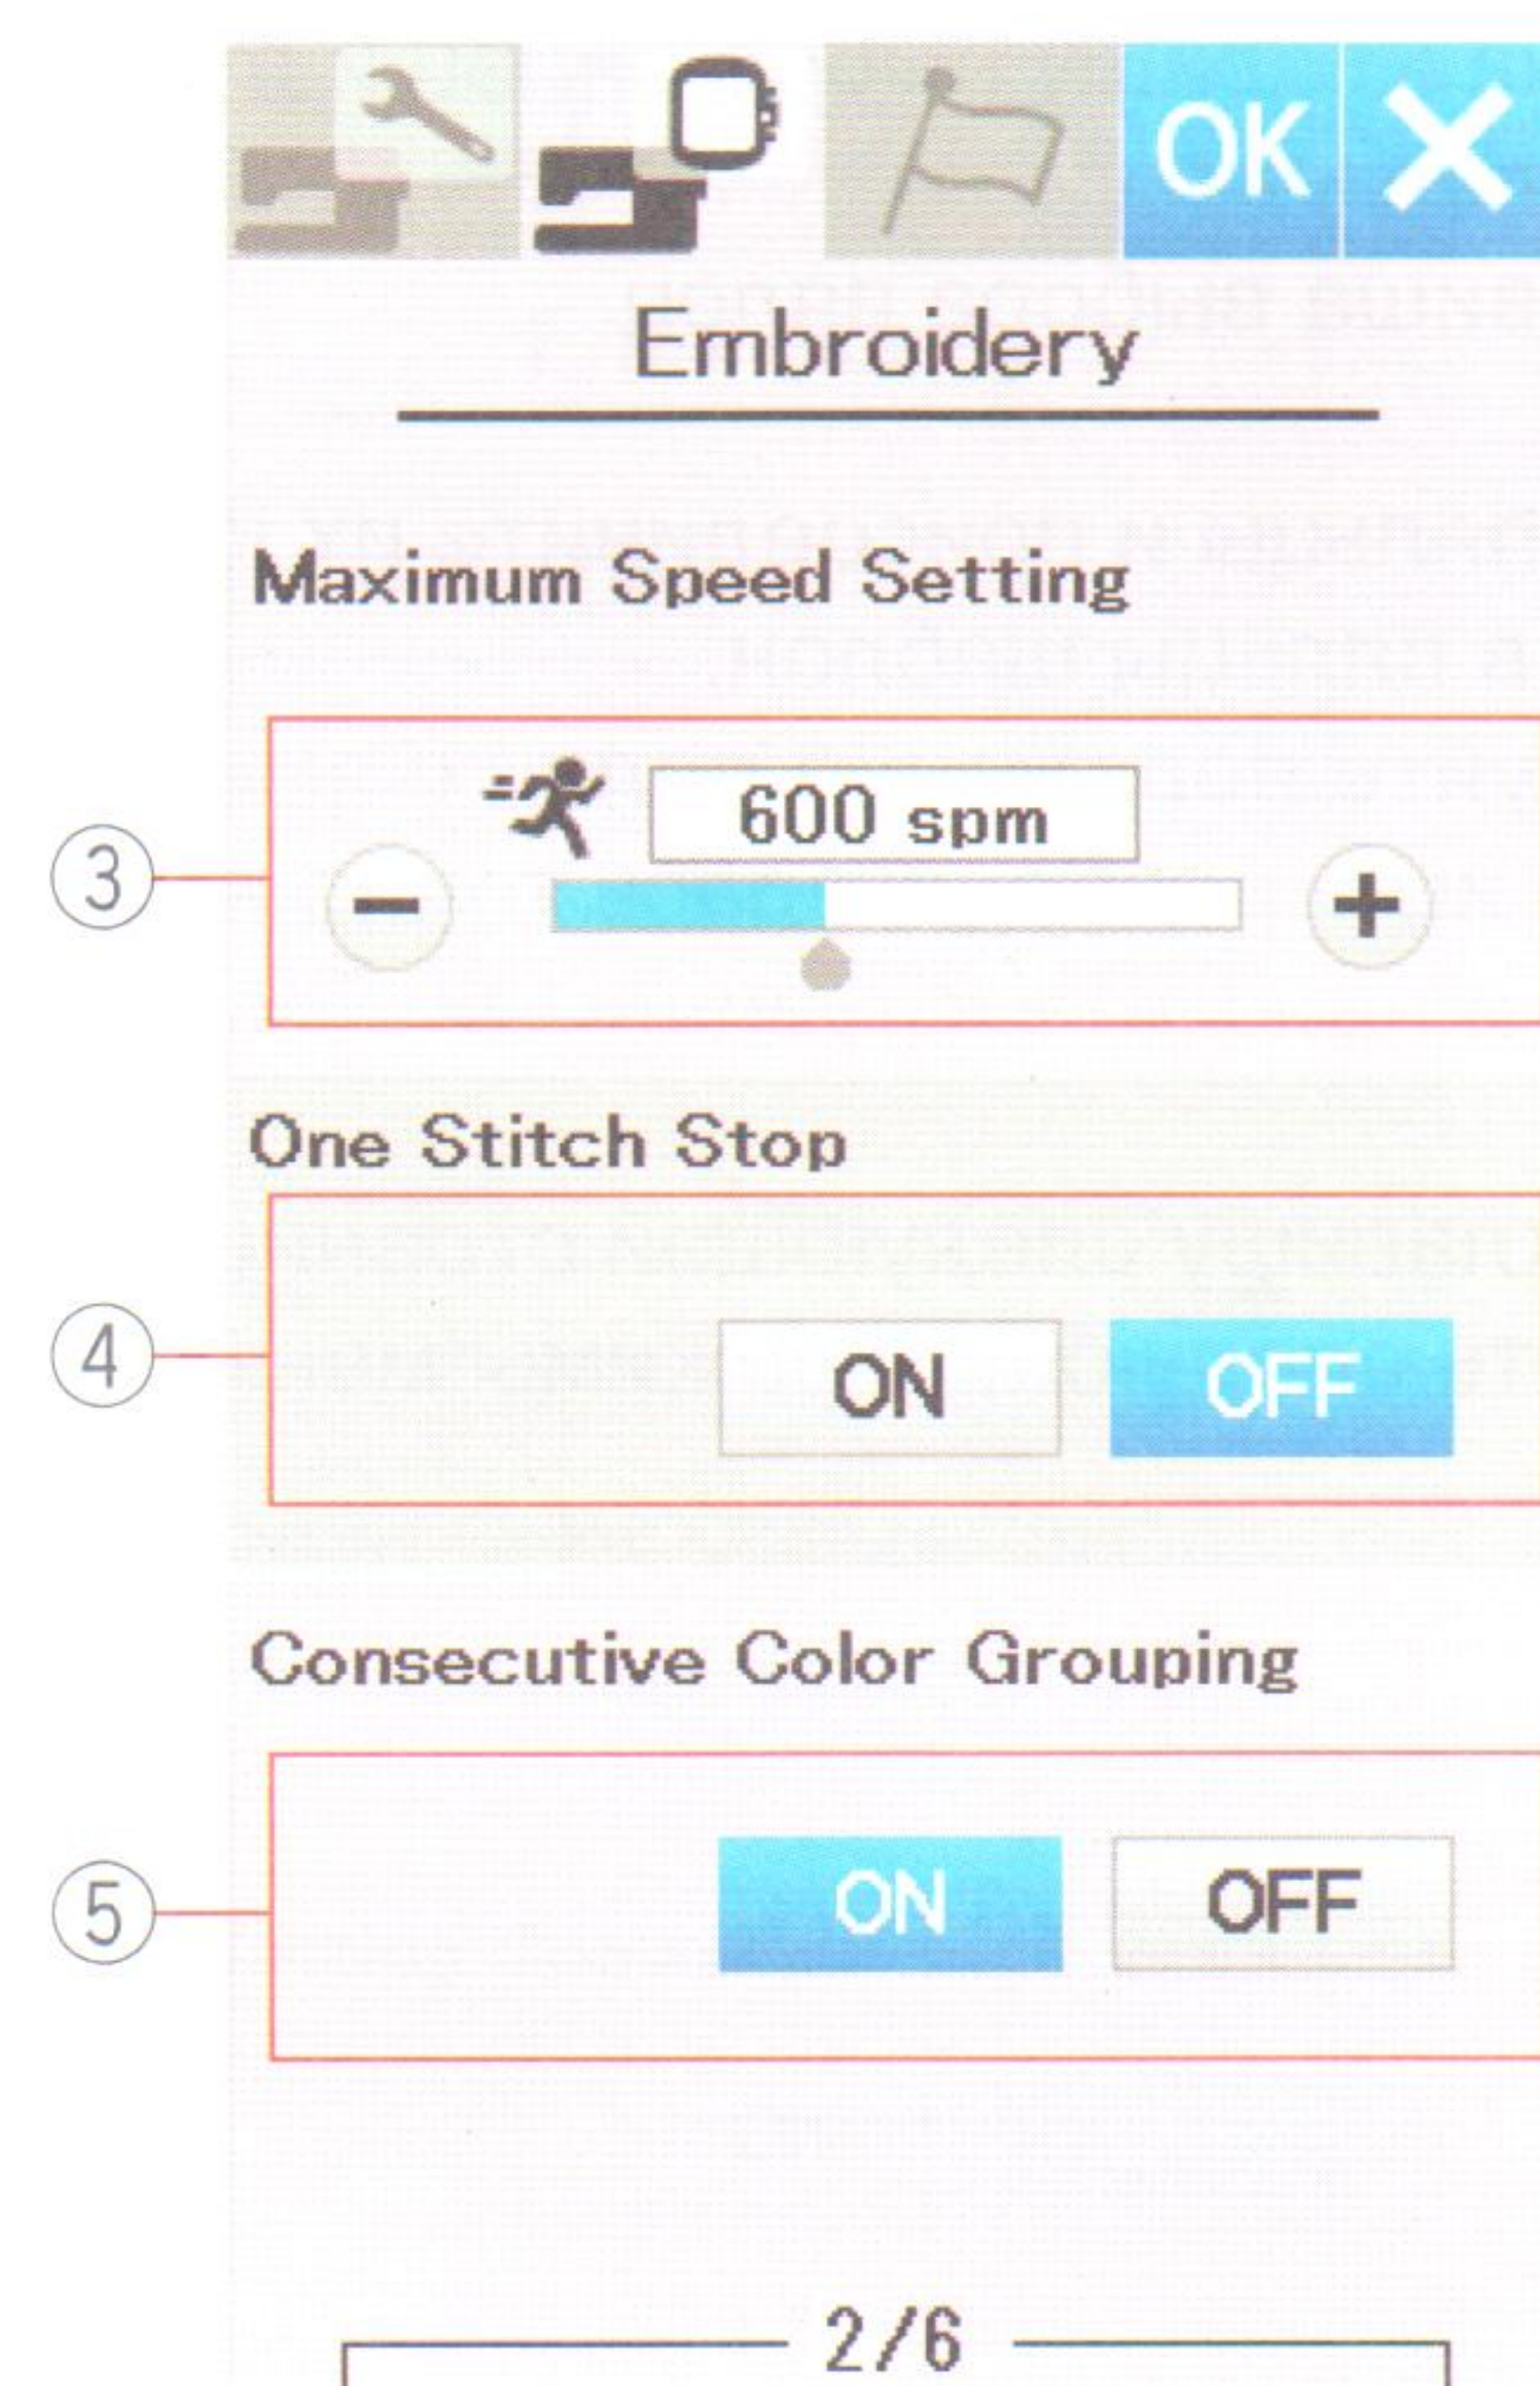 OK
Embroidery
Maximum Speed Setting
③
600 spm
One Stitch Stop
④
ON OFF
Consecutive Color Grouping
⑤
ON OFF
2/6